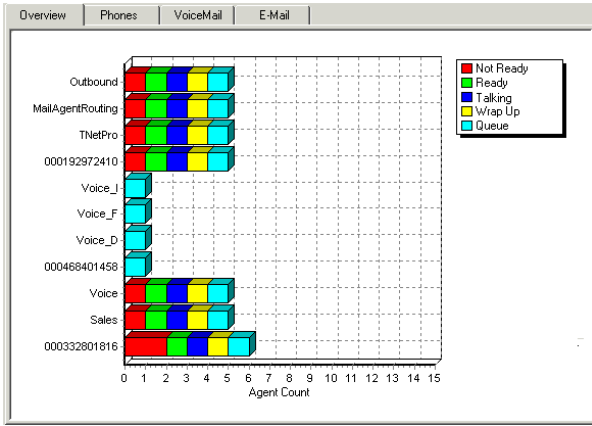 Overview Phones VoiceMail E-Mail
Not Ready
Ready
Talking
Wrap Up
Queue
Outbound
MailAgentRouting
TNetPro
000192972410
Voice_I
Voice_F
Voice_D
000468401458
Voice
Sales
000332801816
0 1 2 3 4 5 6 7 8 9 10 11 12 13 14 15
Agent Count